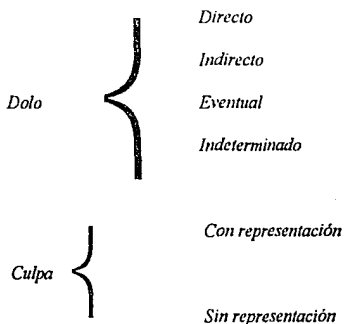 Directo
Indirecto
Dolo
Eventual
Indeterminado
Con representación
Culpa
Sin representación